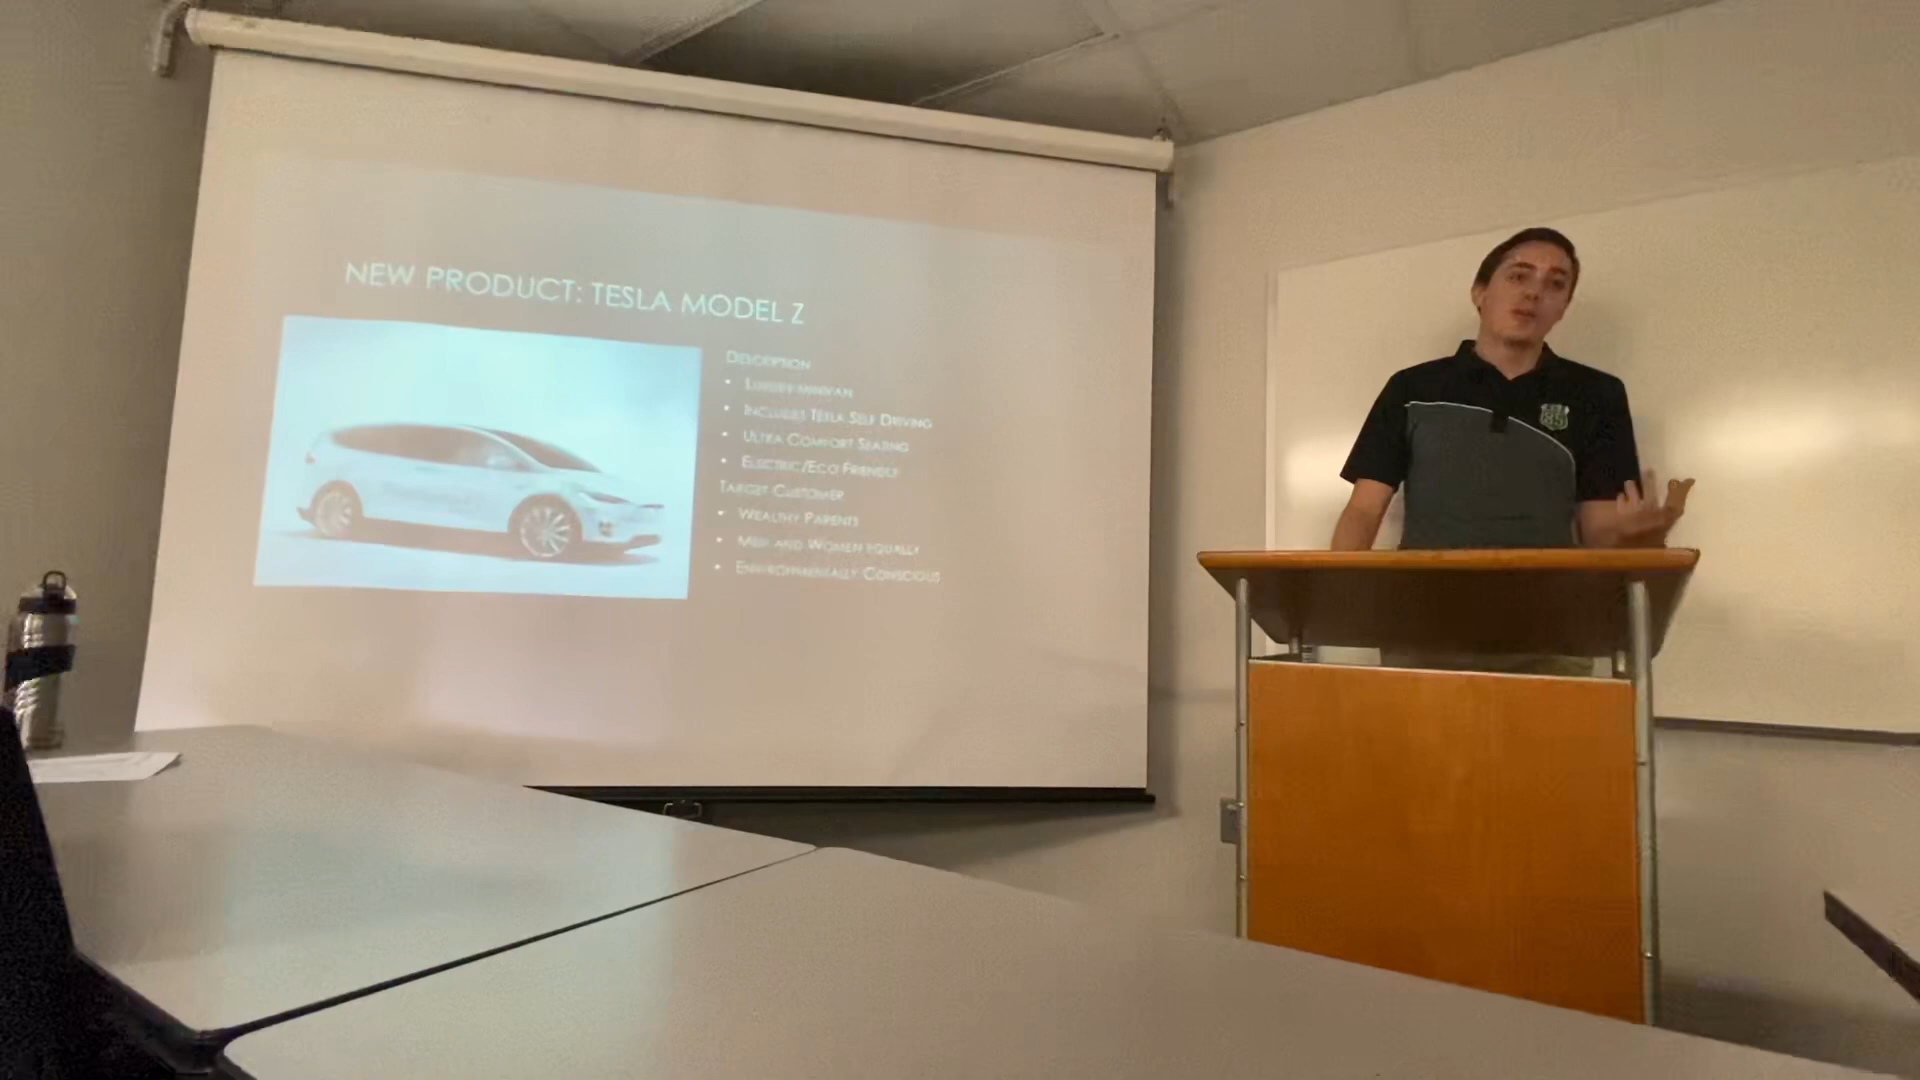 NEW PRODUCT: TESLA MODEL Z
DESCRIPTION
• LUXURY MINIVAN
• INCLUDES TESLA SELF DRIVING
• ULTRA COMFORT SEATING
• ELECTRIC/ECO FRIENDLY
TARGET CUSTOMER
• WEALTHY PARENTS
• MEN AND WOMEN EQUALLY
• ENVIRONMENTALLY CONSCIOUS